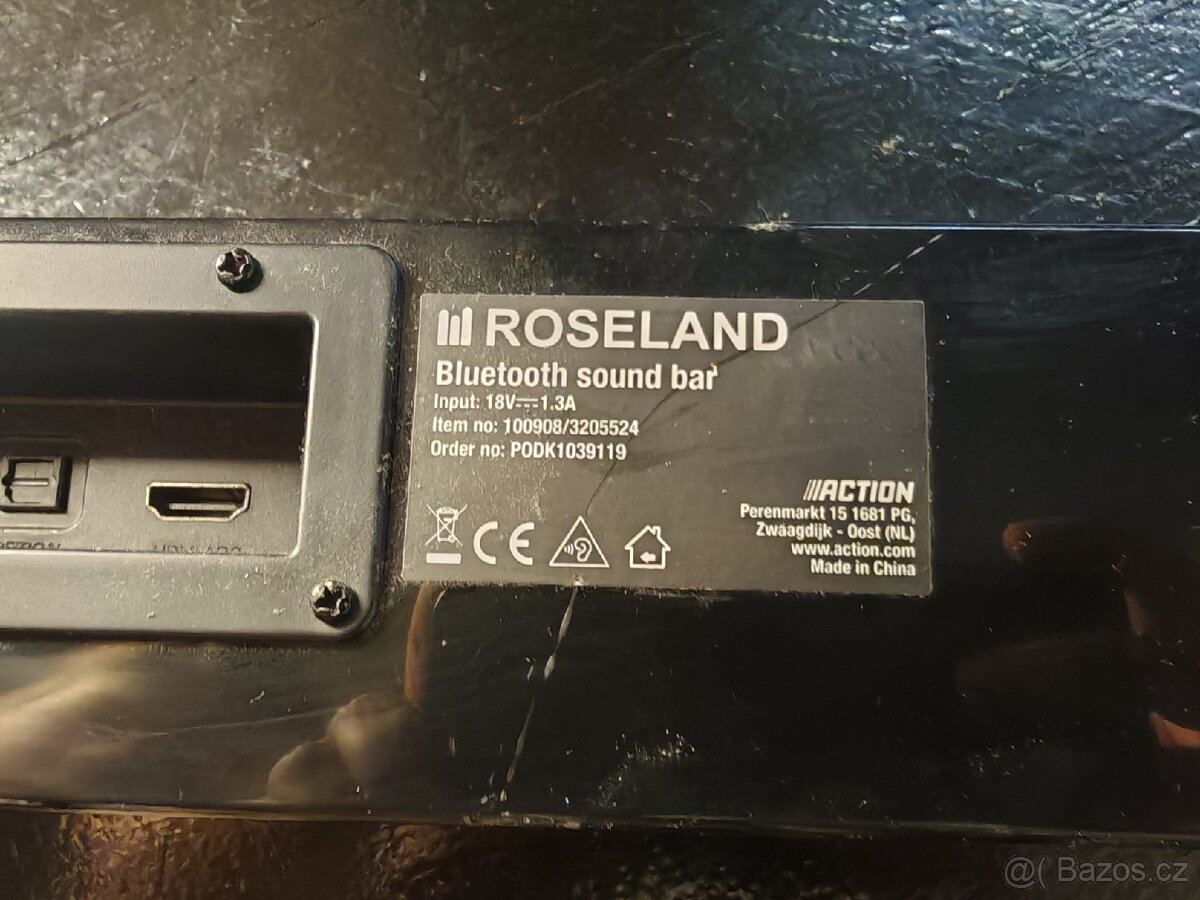 ROSELAND
Bluetooth sound bar
Input: 18V⎓1.3A
Item no: 100908/3205524
Order no: PODK1039119
CE
///ACTION
Perenmarkt 15 1681 PG,
Zwaagdijk - Oost (NL)
www.action.com
Made in China
@( Bazos.cz